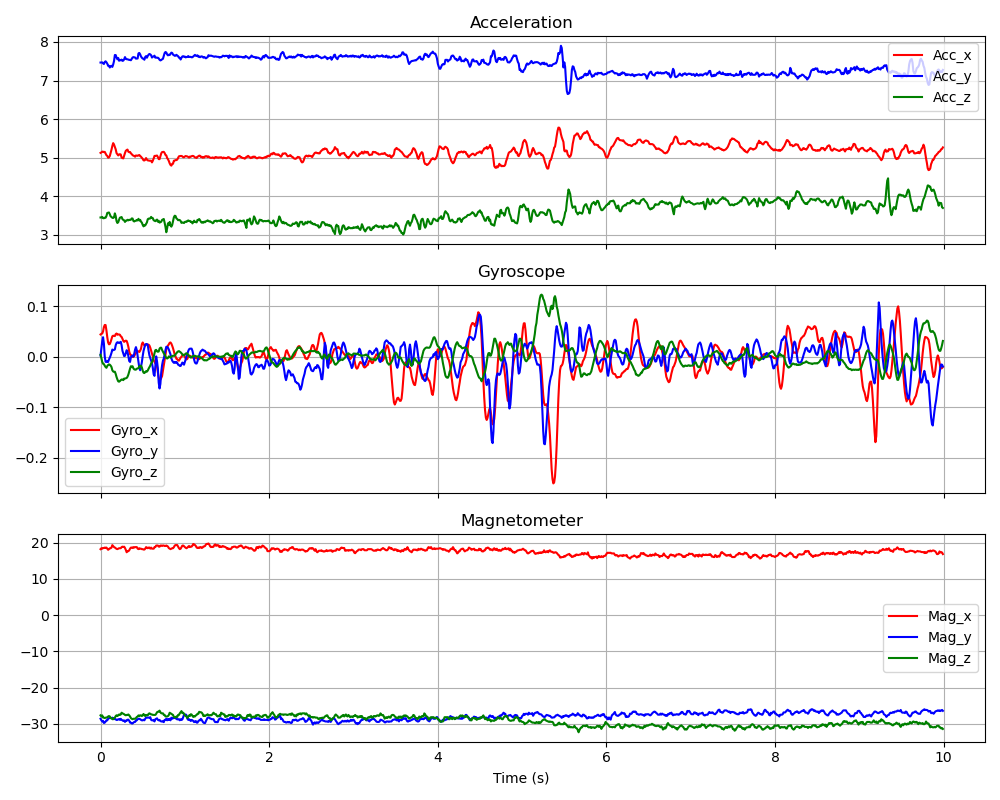 Acceleration
8
7
6
5
4
3
Acc_x
Acc_y
Acc_z
Gyroscope
0.1
0.0
−0.1
−0.2
Gyro_x
Gyro_y
Gyro_z
Magnetometer
20
10
0
−10
−20
−30
Mag_x
Mag_y
Mag_z
0 2 4 6 8 10
Time (s)